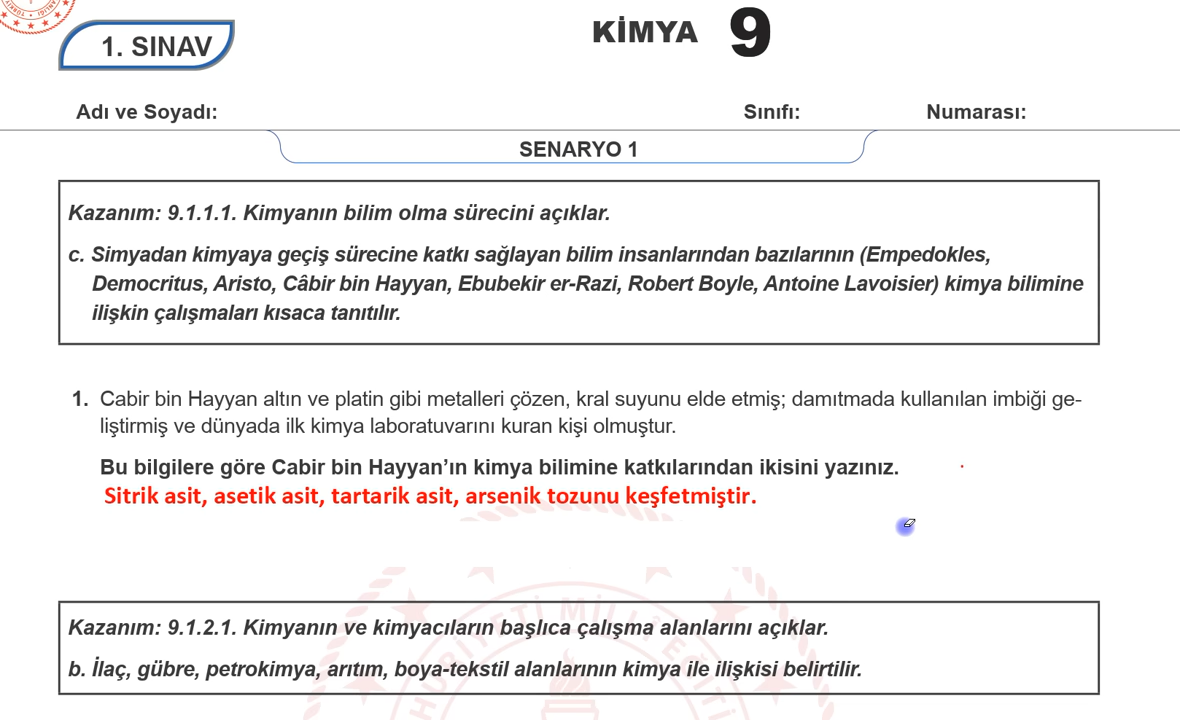 1. SINAV
KİMYA 9
Adı ve Soyadı: Sınıfı: Numarası:
SENARYO 1
Kazanım: 9.1.1.1. Kimyanın bilim olma sürecini açıklar.
c. Simyadan kimyaya geçiş sürecine katkı sağlayan bilim insanlarından bazılarının (Empedokles,
Democritus, Aristo, Câbir bin Hayyan, Ebubekir er-Razi, Robert Boyle, Antoine Lavoisier) kimya bilimine
ilişkin çalışmaları kısaca tanıtılır.
1. Cabir bin Hayyan altın ve platin gibi metalleri çözen, kral suyunu elde etmiş; damıtmada kullanılan imbiği ge-
liştirmiş ve dünyada ilk kimya laboratuvarını kuran kişi olmuştur.
Bu bilgilere göre Cabir bin Hayyan’ın kimya bilimine katkılarından ikisini yazınız.
Sitrik asit, asetik asit, tartarik asit, arsenik tozunu keşfetmiştir.
Kazanım: 9.1.2.1. Kimyanın ve kimyacıların başlıca çalışma alanlarını açıklar.
b. İlaç, gübre, petrokimya, arıtım, boya-tekstil alanlarının kimya ile ilişkisi belirtilir.